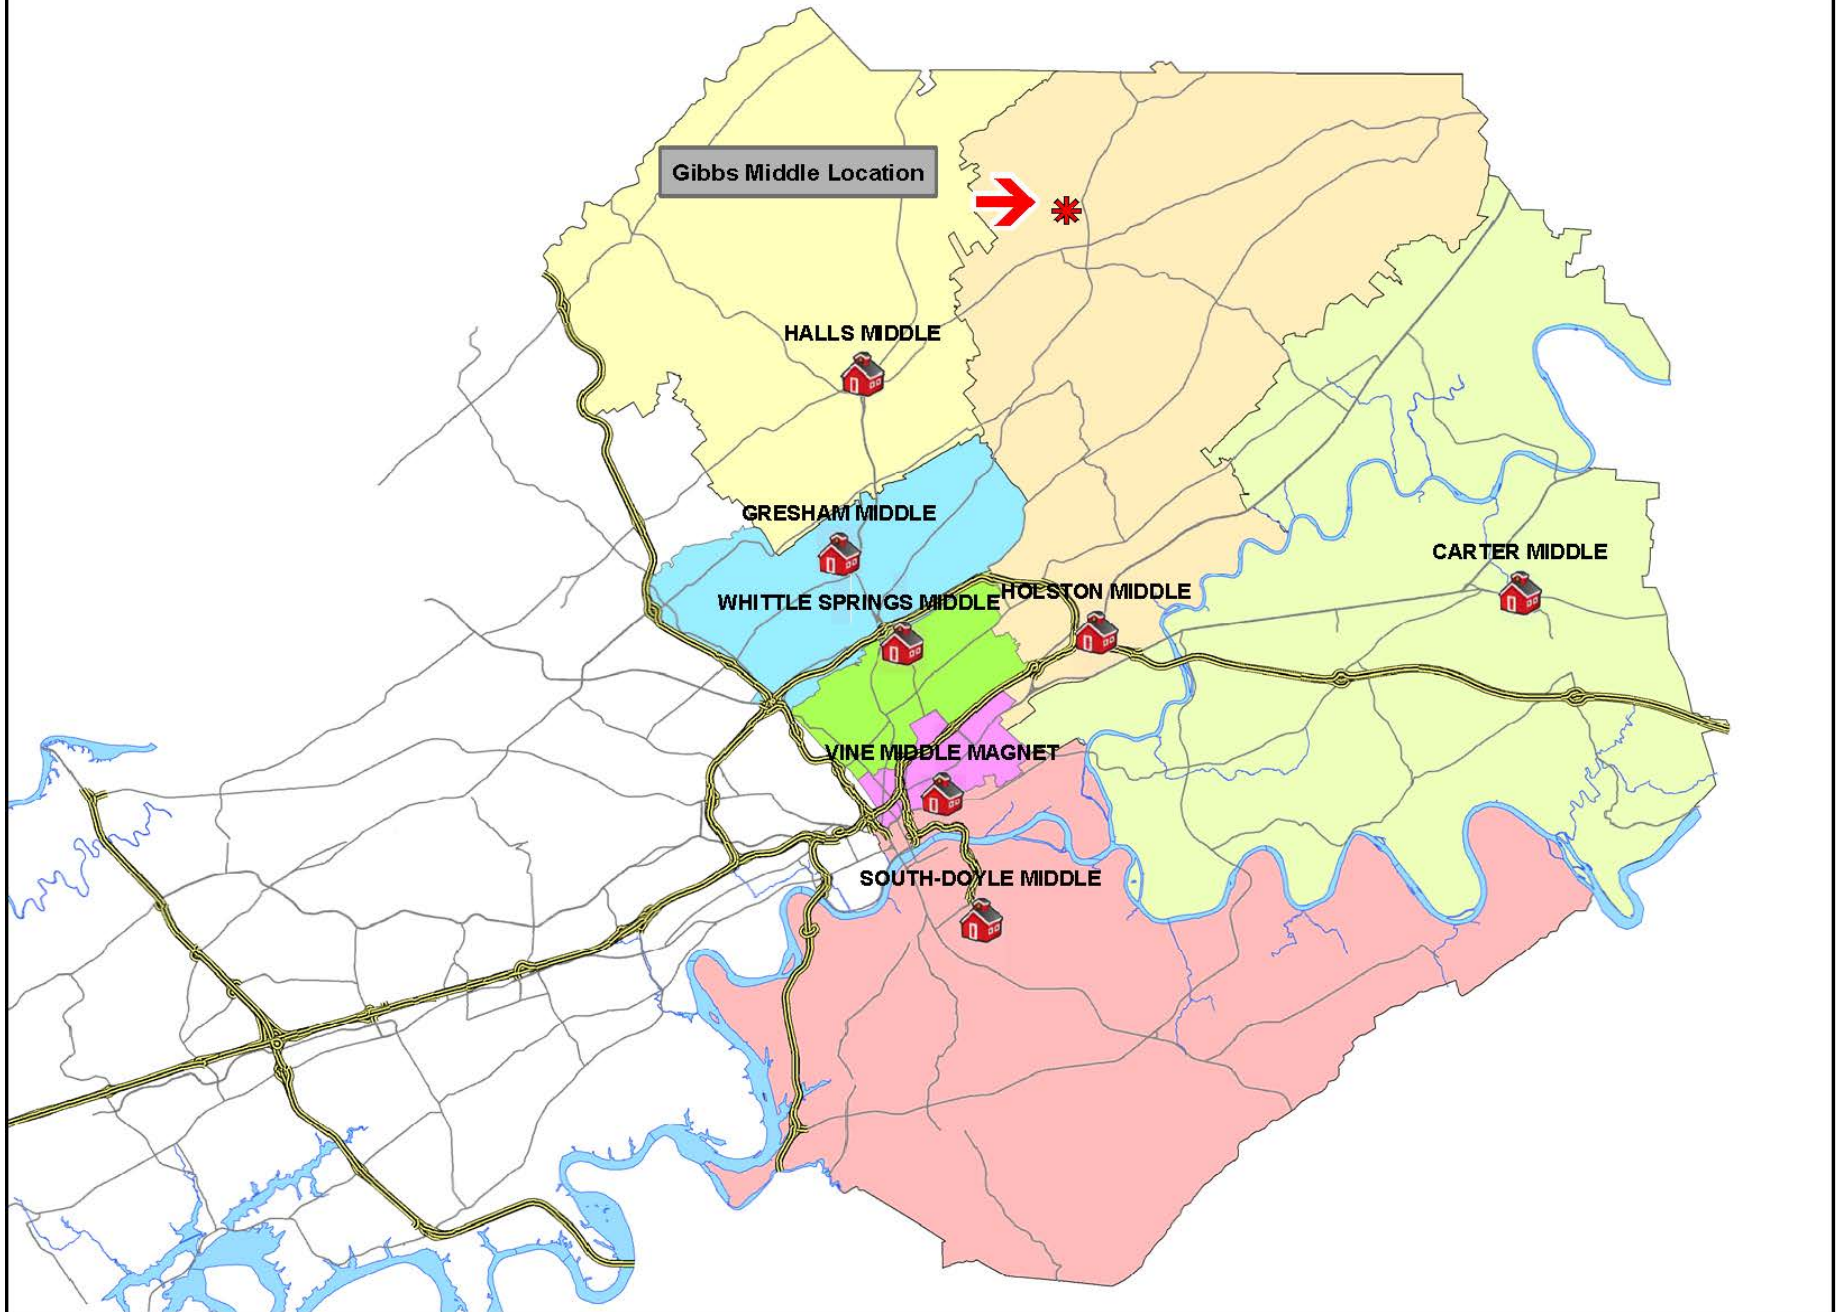 Gibbs Middle Location
HALLS MIDDLE
GRESHAM MIDDLE
CARTER MIDDLE
WHITTLE SPRINGS MIDDLE
HOLSTON MIDDLE
VINE MIDDLE MAGNET
SOUTH-DOYLE MIDDLE